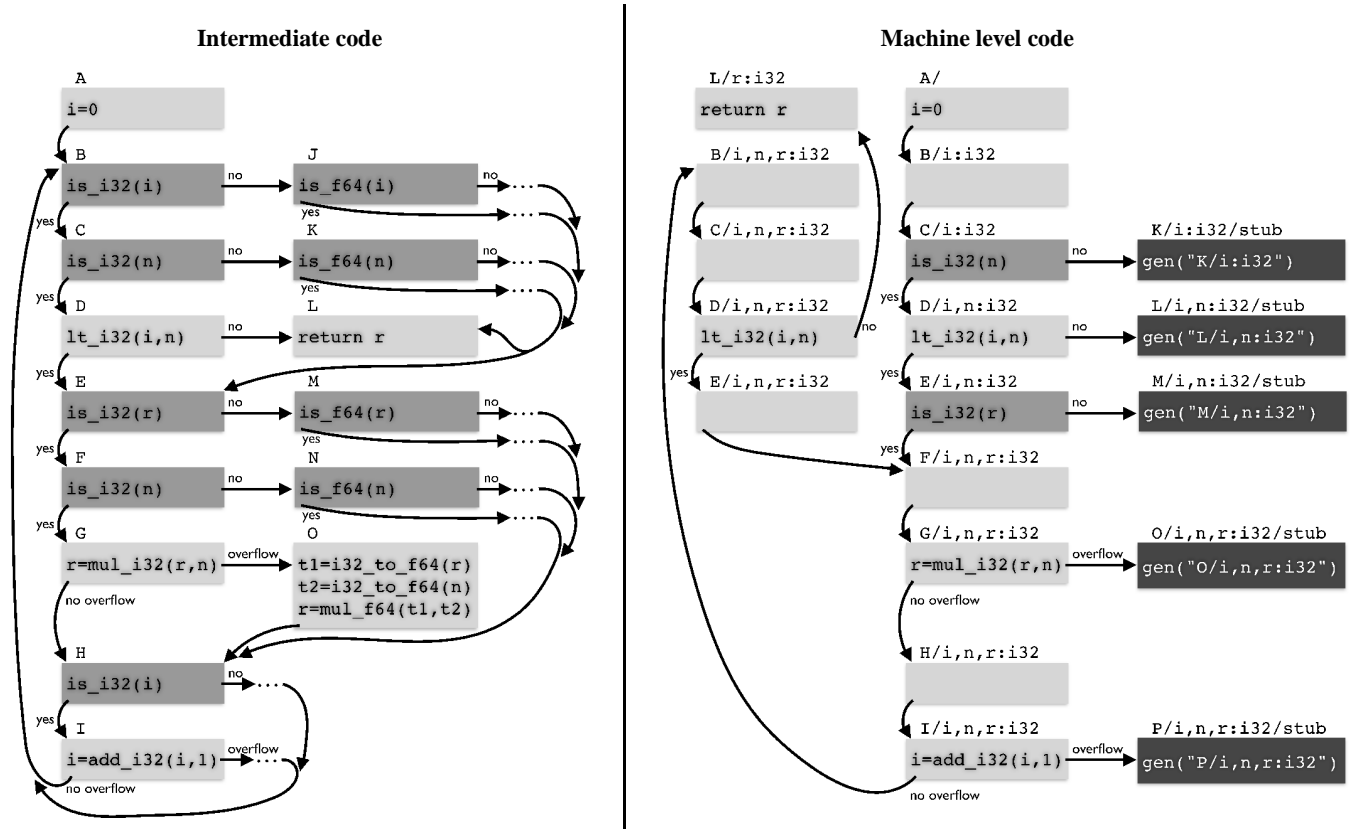 Intermediate code
A
i=0
B
is_i32(i)
no
J
is_f64(i)
no
....
yes
....
yes
C
is_i32(n)
no
K
is_f64(n)
no
....
yes
....
yes
D
lt_i32(i,n)
no
L
return r
yes
E
is_i32(r)
no
M
is_f64(r)
no
....
yes
....
yes
F
is_i32(n)
no
N
is_f64(n)
no
....
yes
....
yes
G
r=mul_i32(r,n)
overflow
O
t1=i32_to_f64(r)
t2=i32_to_f64(n)
r=mul_f64(t1,t2)
no overflow
H
is_i32(i)
no
....
yes
I
i=add_i32(i,1)
overflow
....
no overflow
Machine level code
L/r:i32
return r
B/i,n,r:i32
C/i,n,r:i32
D/i,n,r:i32
lt_i32(i,n)
no
yes
E/i,n,r:i32
A/
i=0
B/i:i32
C/i:i32
is_i32(n)
no
K/i:i32/stub
gen("K/i:i32")
yes
D/i,n:i32
lt_i32(i,n)
no
L/i,n:i32/stub
gen("L/i,n:i32")
yes
E/i,n:i32
is_i32(r)
no
M/i,n:i32/stub
gen("M/i,n:i32")
yes
F/i,n,r:i32
G/i,n,r:i32
r=mul_i32(r,n)
overflow
O/i,n,r:i32/stub
gen("O/i,n,r:i32")
no overflow
H/i,n,r:i32
I/i,n,r:i32
i=add_i32(i,1)
overflow
P/i,n,r:i32/stub
gen("P/i,n,r:i32")
no overflow